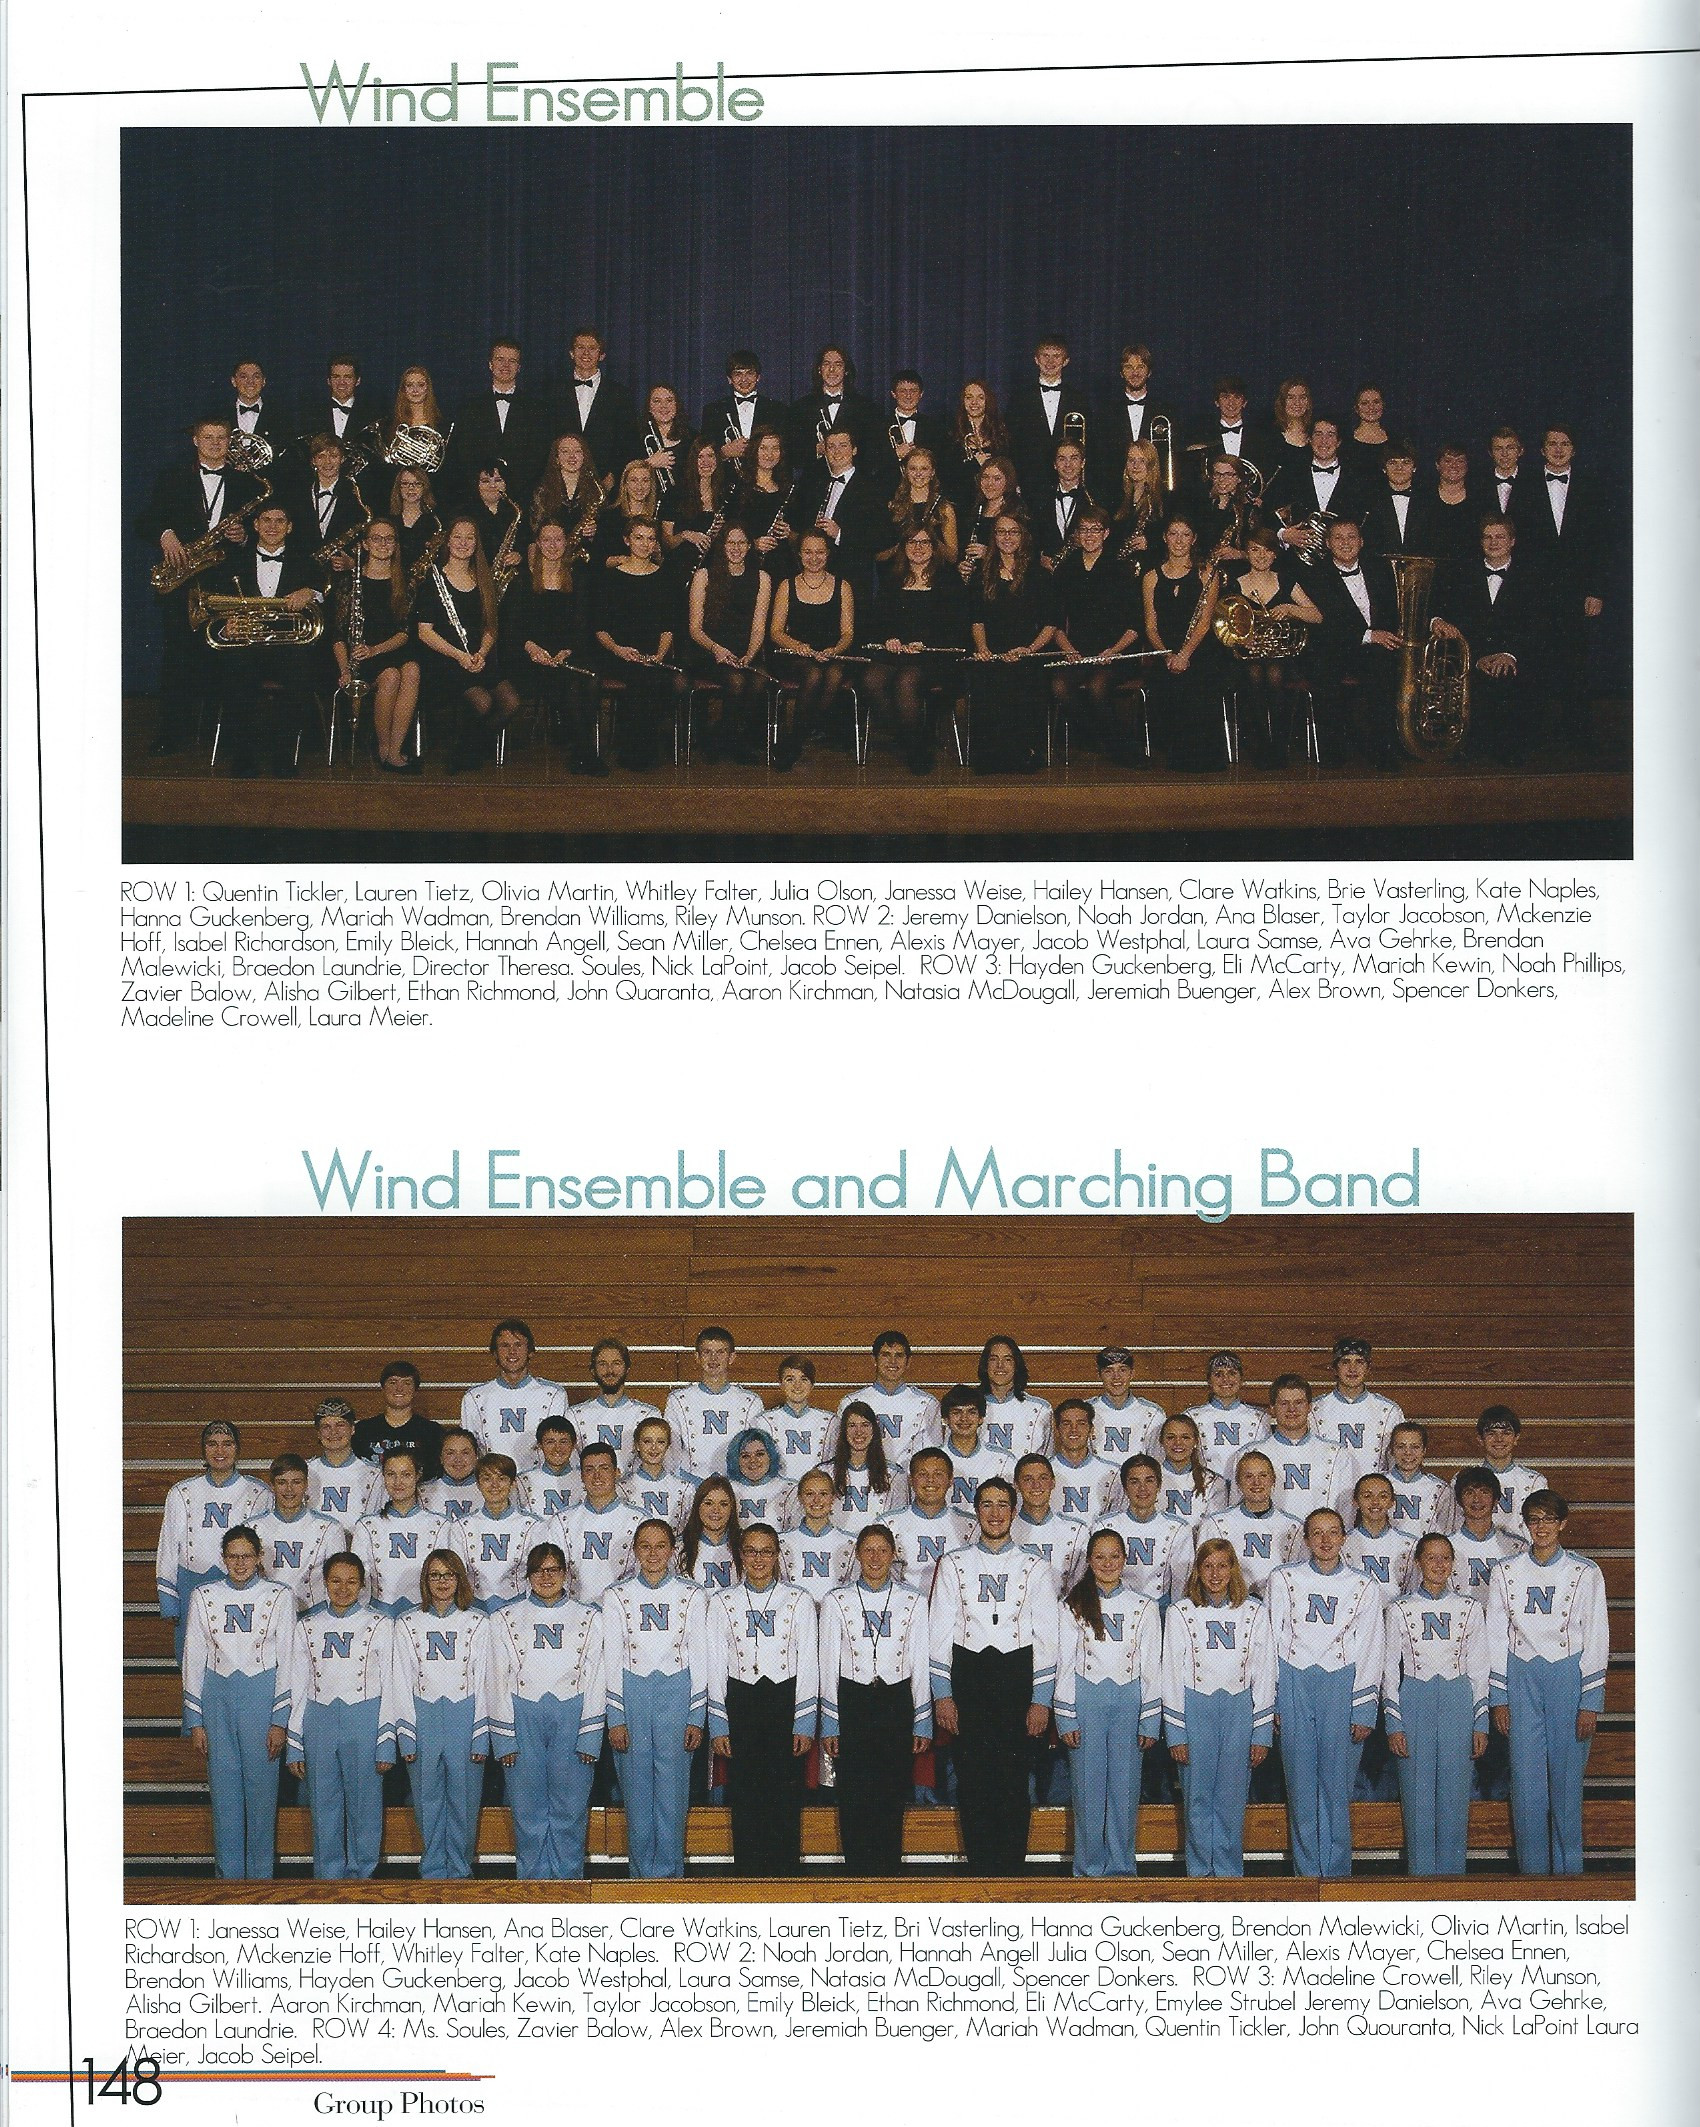 Wind Ensemble
ROW 1: Quentin Tickler, Lauren Tietz, Olivia Martin, Whitley Falter, Julia Olson, Janessa Weise, Hailey Hansen, Clare Watkins, Brie Vasterling, Kate Naples,
Hanna Guckenberg, Mariah Wadman, Brendan Williams, Riley Munson. ROW 2: Jeremy Danielson, Noah Jordan, Ana Blaser, Taylor Jacobson, Mckenzie
Hoff, Isabel Richardson, Emily Bleick, Hannah Angell, Sean Miller, Chelsea Ennen, Alexis Mayer, Jacob Westphal, Laura Samse, Ava Gehrke, Brendan
Malewicki, Braedon Laundrie, Director Theresa. Soules, Nick LaPoint, Jacob Seipel. ROW 3: Hayden Guckenberg, Eli McCarty, Mariah Kewin, Noah Phillips,
Zavier Balow, Alisha Gilbert, Ethan Richmond, John Quaranta, Aaron Kirchman, Natasia McDougall, Jeremiah Buenger, Alex Brown, Spencer Donkers,
Madeline Crowell, Laura Meier.
Wind Ensemble and Marching Band
N N N N N N N N N N N N N
ROW 1: Janessa Weise, Hailey Hansen, Ana Blaser, Clare Watkins, Lauren Tietz, Bri Vasterling, Hanna Guckenberg, Brendon Malewicki, Olivia Martin, Isabel
Richardson, Mckenzie Hoff, Whitley Falter, Kate Naples. ROW 2: Noah Jordan, Hannah Angell Julia Olson, Sean Miller, Alexis Mayer, Chelsea Ennen,
Brendon Williams, Hayden Guckenberg, Jacob Westphal, Laura Samse, Natasia McDougall, Spencer Donkers. ROW 3: Madeline Crowell, Riley Munson,
Alisha Gilbert. Aaron Kirchman, Mariah Kewin, Taylor Jacobson, Emily Bleick, Ethan Richmond, Eli McCarty, Emylee Strubel Jeremy Danielson, Ava Gehrke,
Braedon Laundrie. ROW 4: Ms. Soules, Zavier Balow, Alex Brown, Jeremiah Buenger, Mariah Wadman, Quentin Tickler, John Quouranta, Nick LaPoint Laura
Meier, Jacob Seipel.
148
Group Photos